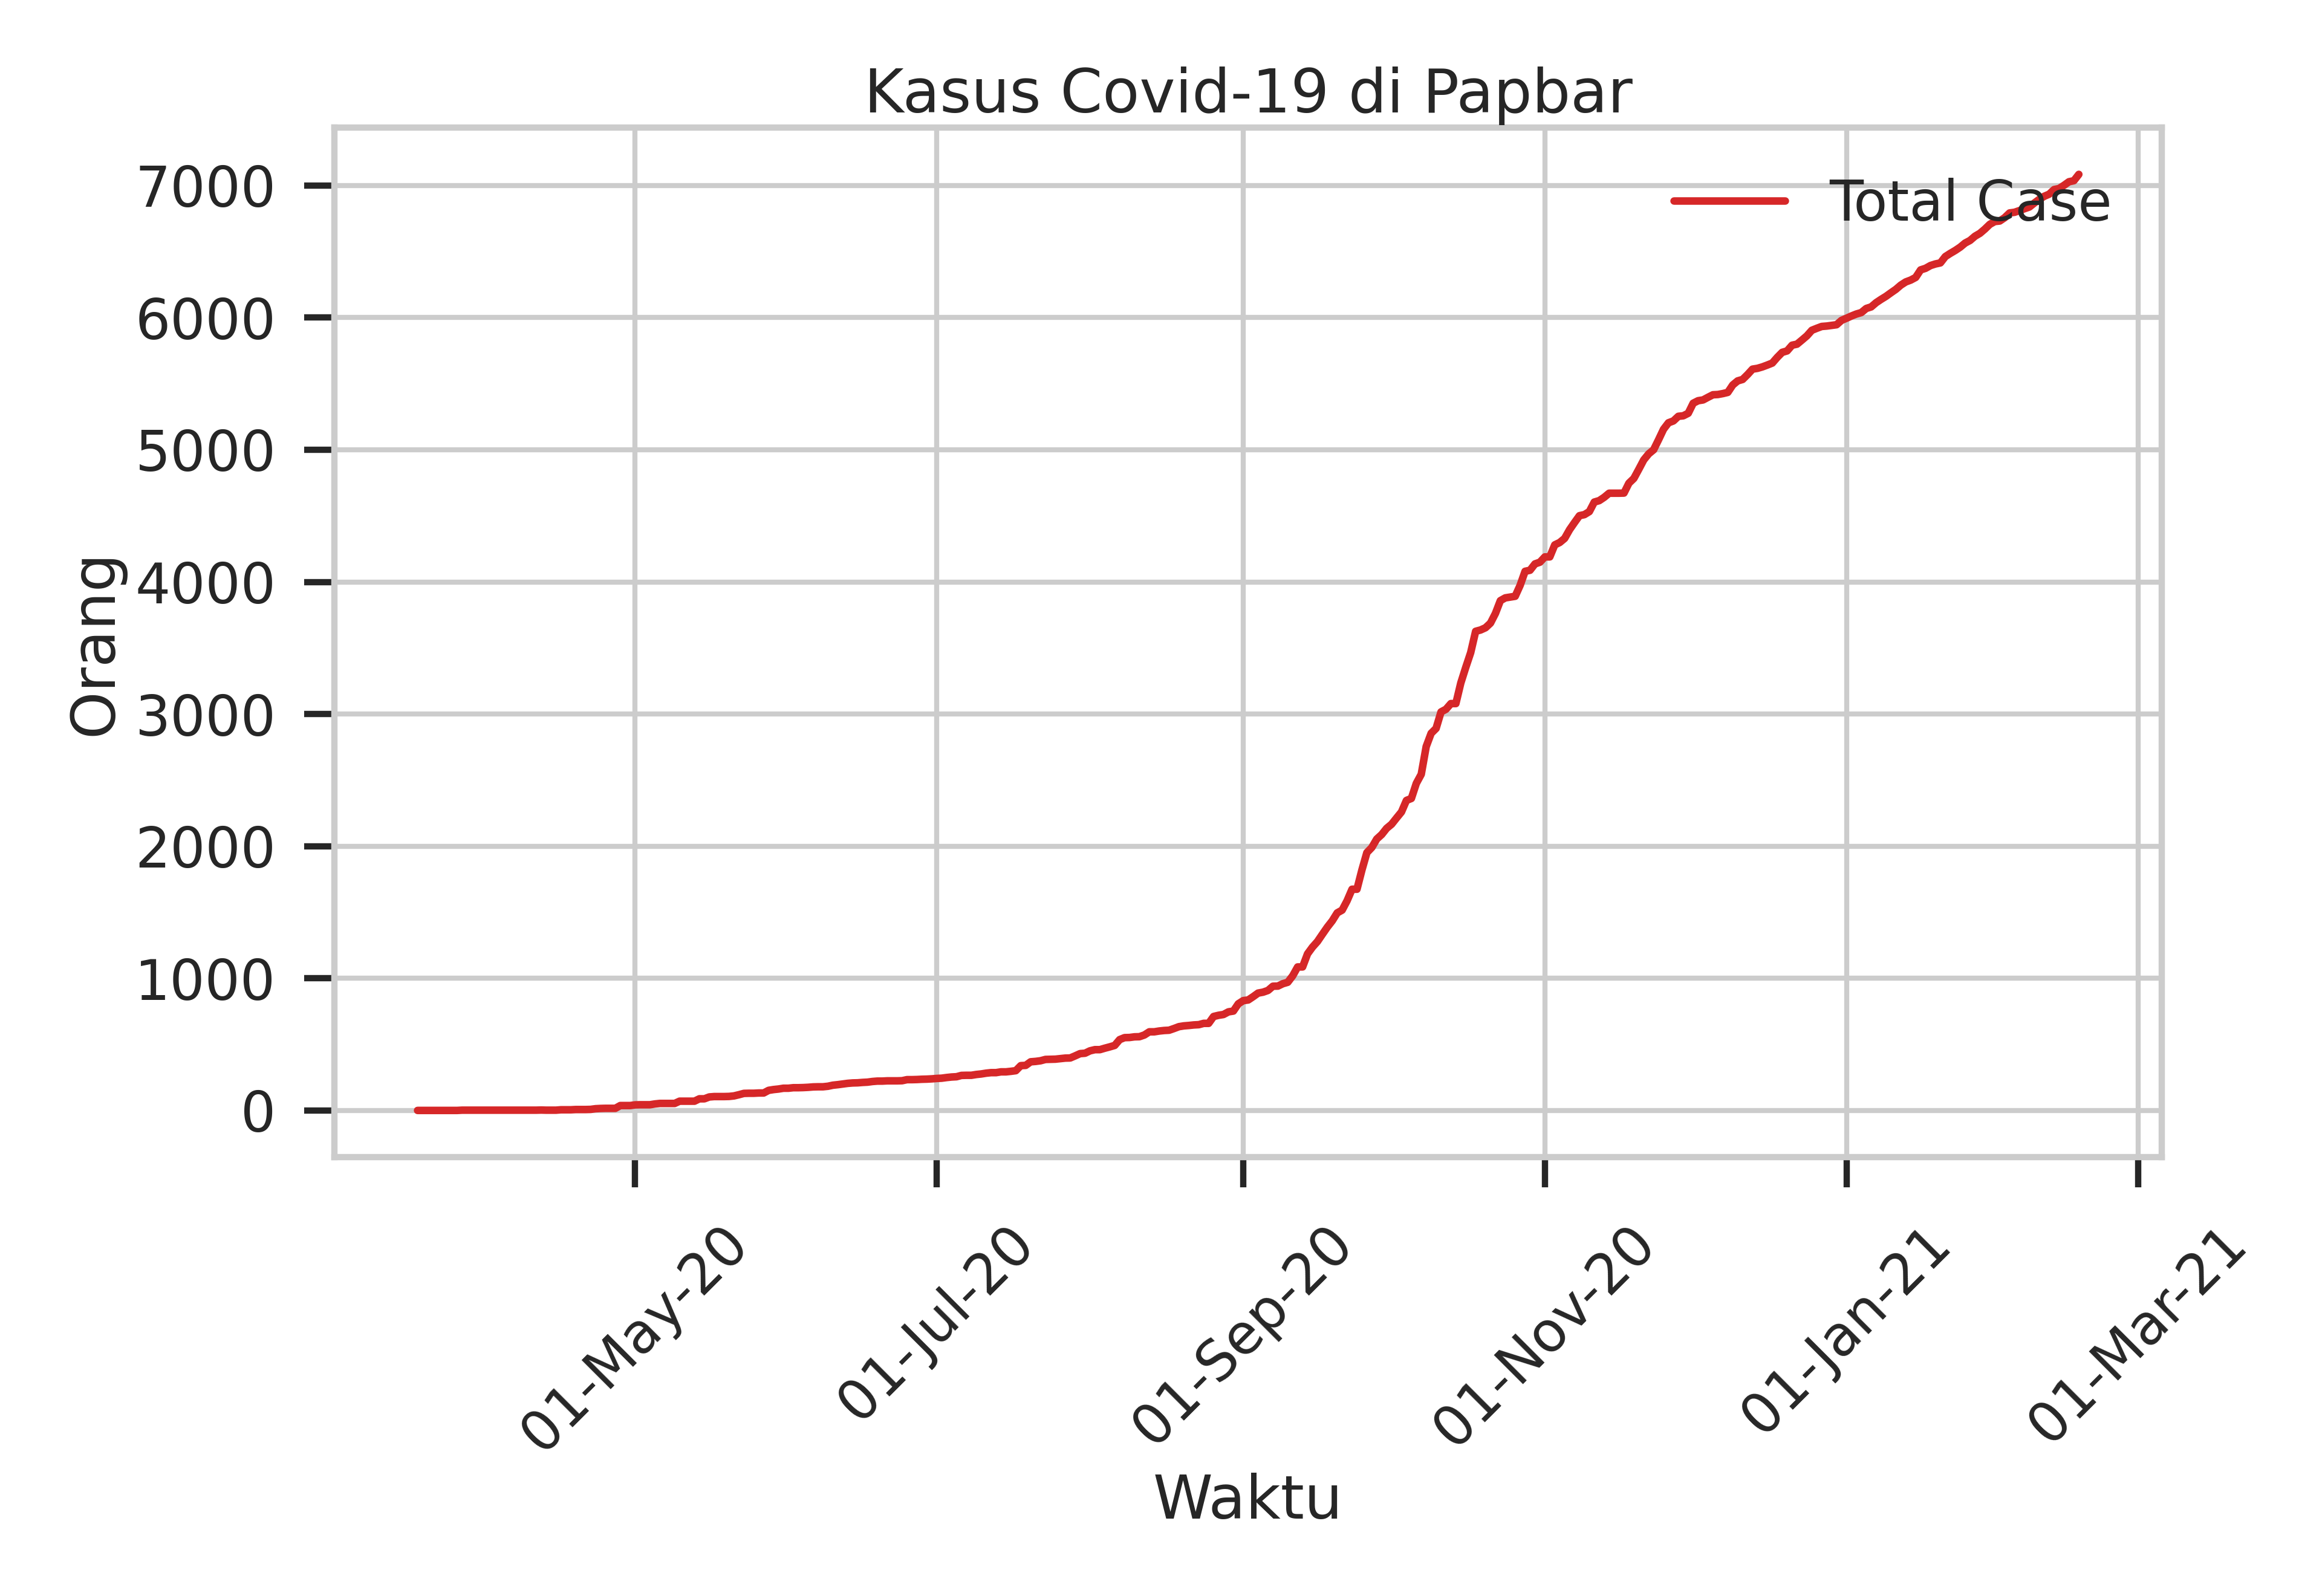 Kasus Covid-19 di Papbar
Total Case
7000
6000
5000
4000
3000
2000
1000
0
Orang
01-May-20
01-Jul-20
01-Sep-20
01-Nov-20
01-Jan-21
01-Mar-21
Waktu